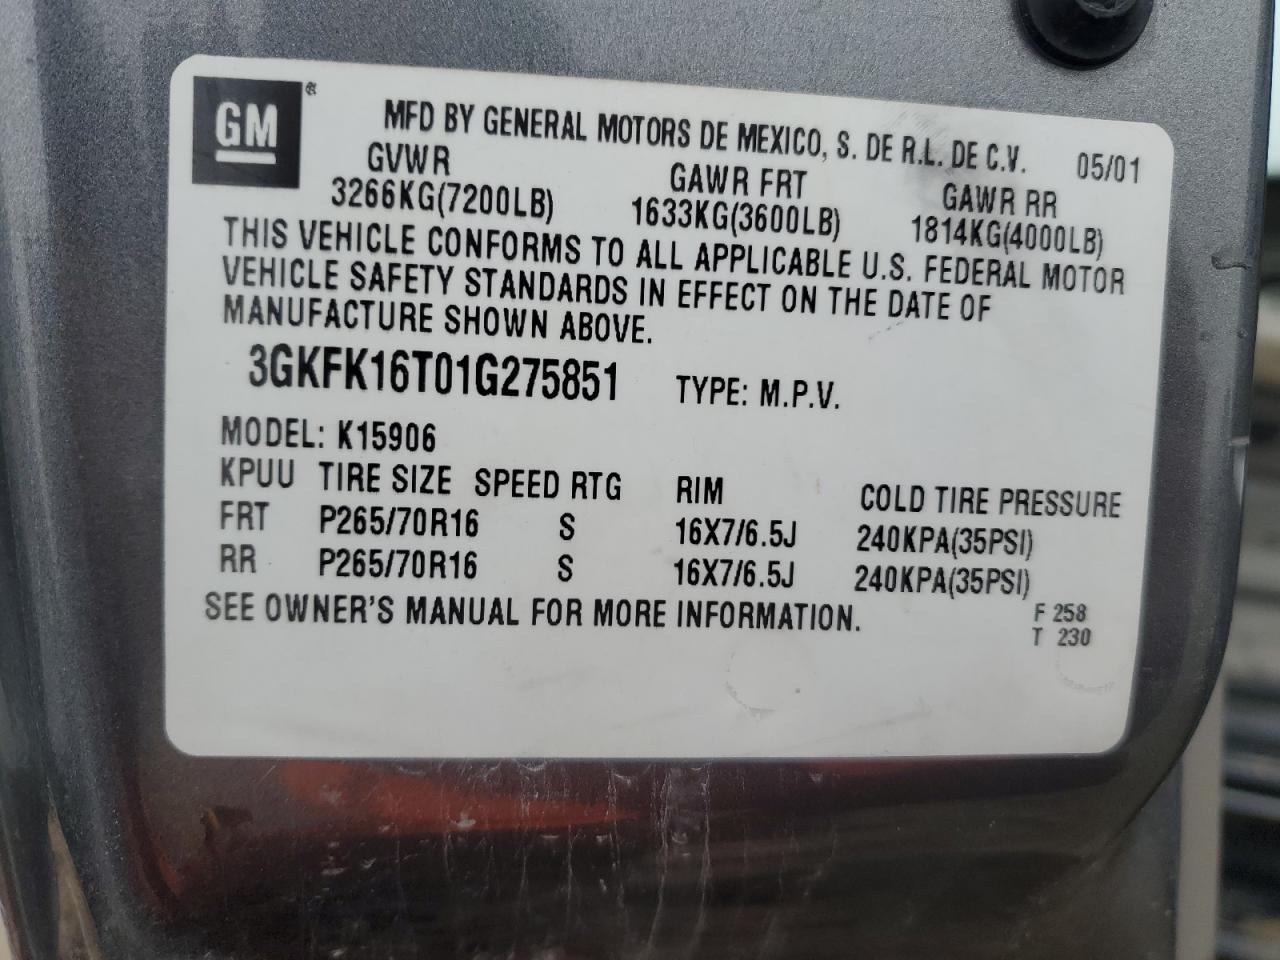 GM
MFD BY GENERAL MOTORS DE MEXICO, S. DE R.L. DE C.V. 05/01
GVWR GAWR FRT GAWR RR
3266KG(7200LB) 1633KG(3600LB) 1814KG(4000LB)
THIS VEHICLE CONFORMS TO ALL APPLICABLE U.S. FEDERAL MOTOR
VEHICLE SAFETY STANDARDS IN EFFECT ON THE DATE OF
MANUFACTURE SHOWN ABOVE.
3GKFK16T01G275851 TYPE: M.P.V.
MODEL: K15906
KPUU TIRE SIZE SPEED RTG RIM COLD TIRE PRESSURE
FRT P265/70R16 S 16X7/6.5J 240KPA(35PSI)
RR P265/70R16 S 16X7/6.5J 240KPA(35PSI)
SEE OWNER'S MANUAL FOR MORE INFORMATION.
F 258
T 230